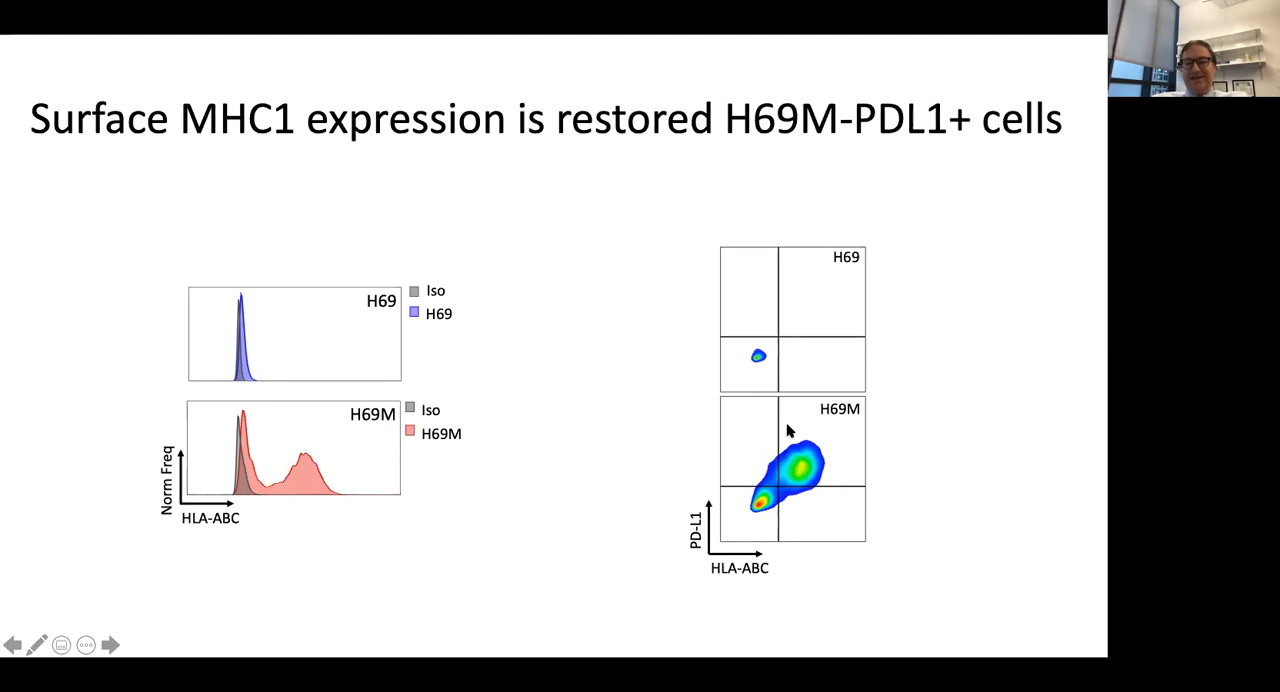 Surface MHC1 expression is restored H69M-PDL1+ cells
H69
Iso
H69
H69M
Iso
H69M
Norm Freq
HLA-ABC
H69
H69M
PD-L1
HLA-ABC